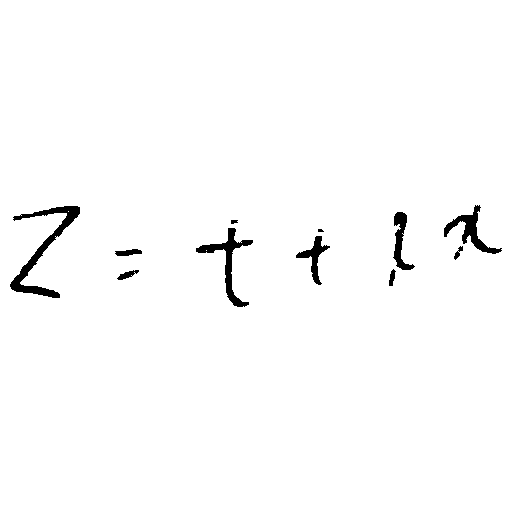 Z = t + i x